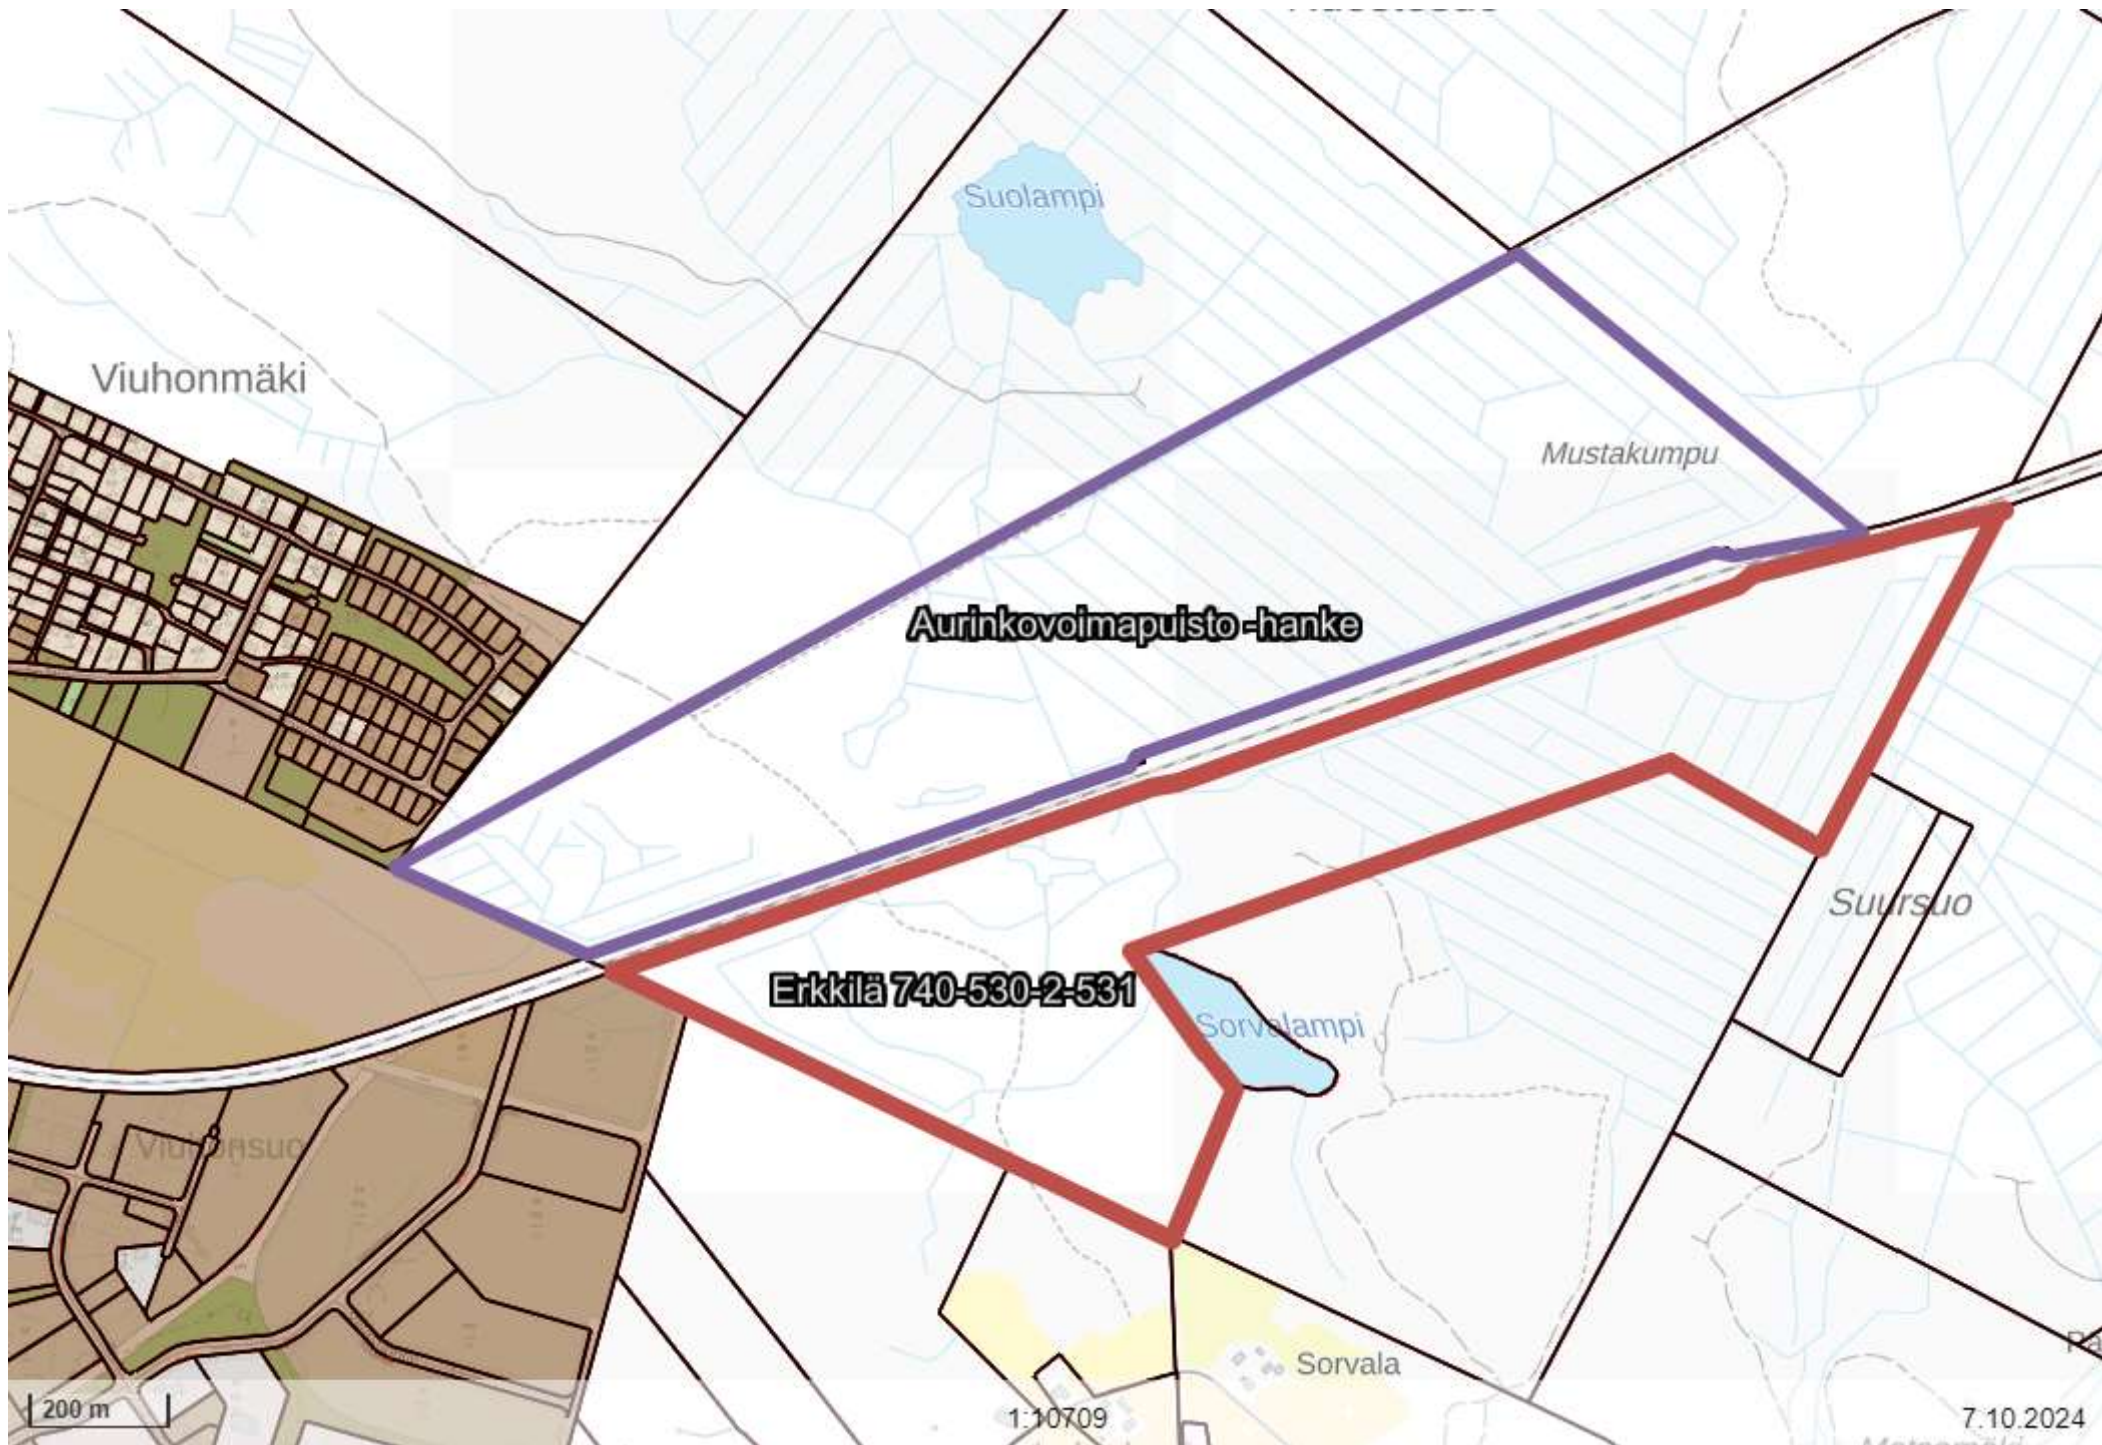 Suolampi
Viuhonmäki
Mustakumpu
Aurinkovoimapuisto -hanke
Suursuo
Erkkilä 740-530-2-531
Sorvalampi
Viuhonsuo
Sorvala
200 m
1:10709
7.10.2024